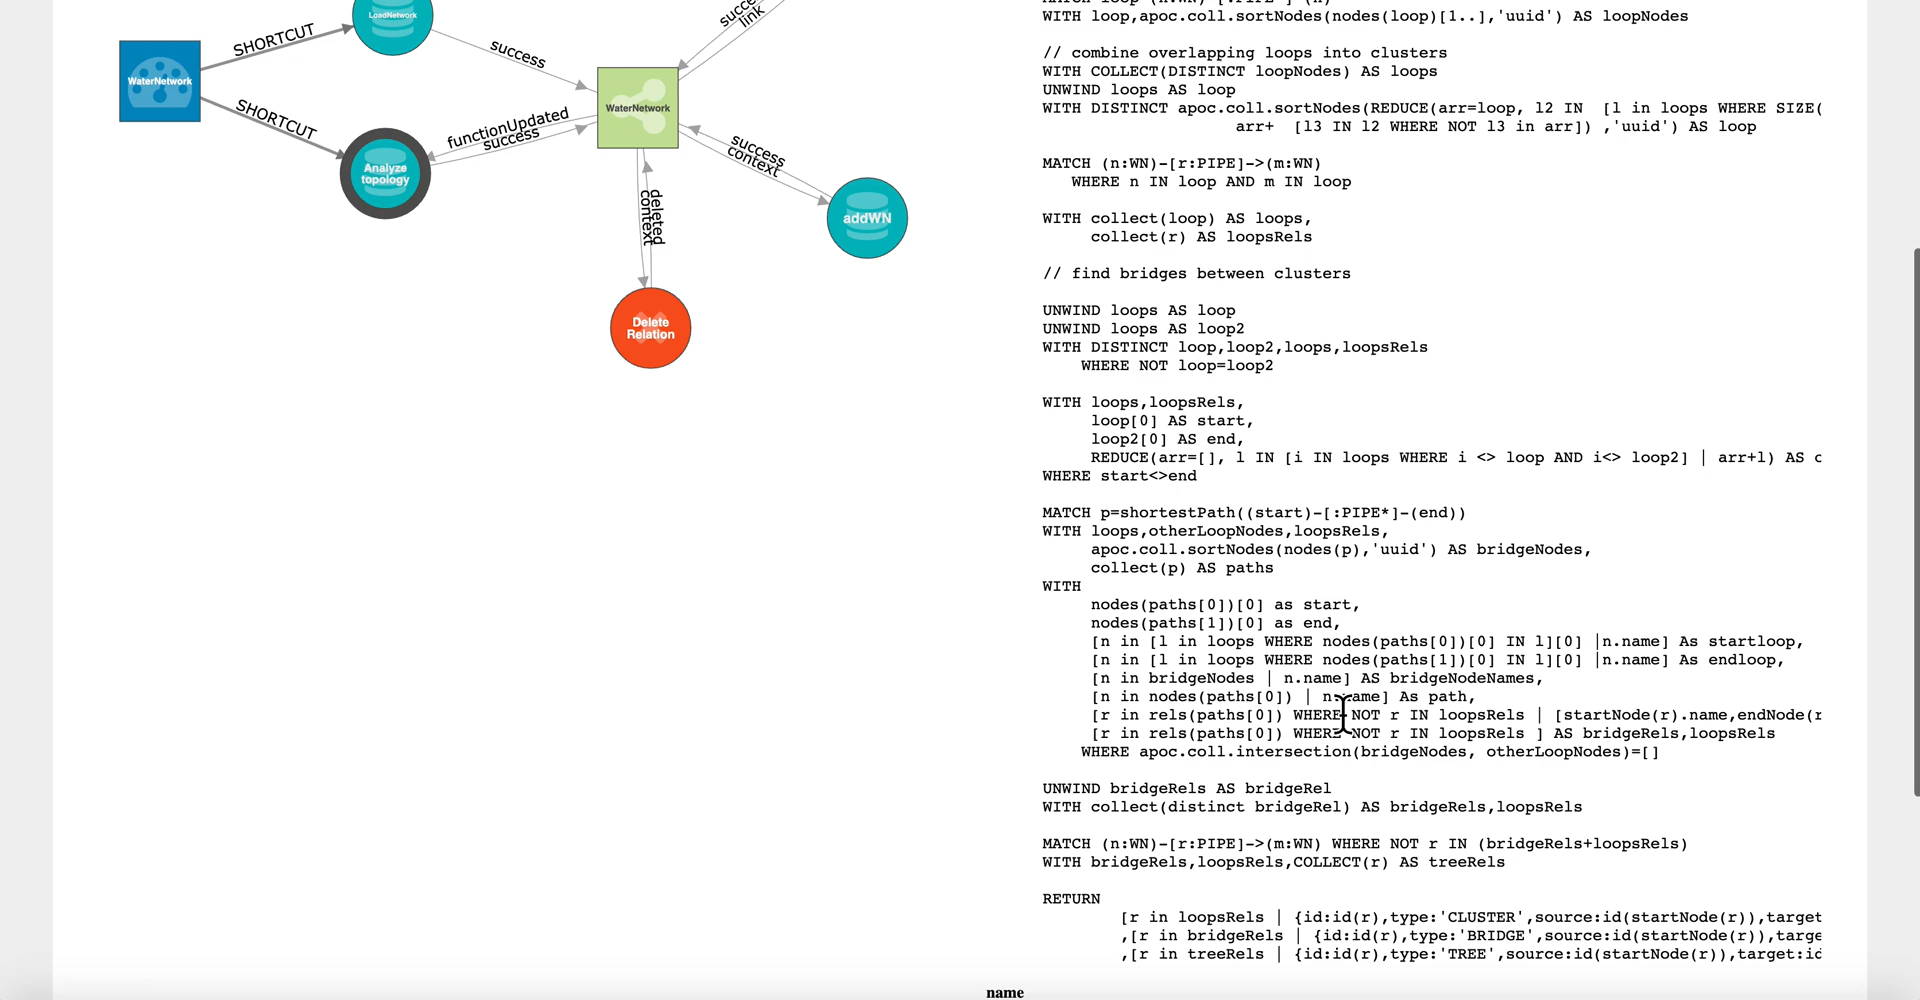 LoadNetwork
SHORTCUT
WaterNetwork
SHORTCUT
success
link
success
WaterNetwork
functionUpdated
success
Analyze
topology
success
context
deleted
context
addWN
Delete
Relation
WITH loop,apoc.coll.sortNodes(nodes(loop)[1..],'uuid') AS loopNodes
// combine overlapping loops into clusters
WITH COLLECT(DISTINCT loopNodes) AS loops
UNWIND loops AS loop
WITH DISTINCT apoc.coll.sortNodes(REDUCE(arr=loop, l2 IN  [l in loops WHERE SIZE(
arr+  [l3 IN l2 WHERE NOT l3 in arr]) ,'uuid') AS loop
MATCH (n:WN)-[r:PIPE]->(m:WN)
WHERE n IN loop AND m IN loop
WITH collect(loop) AS loops,
collect(r) AS loopsRels
// find bridges between clusters
UNWIND loops AS loop
UNWIND loops AS loop2
WITH DISTINCT loop,loop2,loops,loopsRels
WHERE NOT loop=loop2
WITH loops,loopsRels,
loop[0] AS start,
loop2[0] AS end,
REDUCE(arr=[], l IN [i IN loops WHERE i <> loop AND i<> loop2] | arr+l) AS
WHERE start<>end
MATCH p=shortestPath((start)-[:PIPE*]-(end))
WITH loops,otherLoopNodes,loopsRels,
apoc.coll.sortNodes(nodes(p),'uuid') AS bridgeNodes,
collect(p) AS paths
WITH
nodes(paths[0])[0] as start,
nodes(paths[1])[0] as end,
[n in [l in loops WHERE nodes(paths[0])[0] IN l][0] |n.name] As startloop,
[n in [l in loops WHERE nodes(paths[1])[0] IN l][0] |n.name] As endloop,
[n in bridgeNodes | n.name] AS bridgeNodeNames,
[n in nodes(paths[0]) | n.name] As path,
[r in rels(paths[0]) WHERE NOT r IN loopsRels | [startNode(r).name,endNode(r
[r in rels(paths[0]) WHERE NOT r IN loopsRels ] AS bridgeRels,loopsRels
WHERE apoc.coll.intersection(bridgeNodes, otherLoopNodes)=[]
UNWIND bridgeRels AS bridgeRel
WITH collect(distinct bridgeRel) AS bridgeRels,loopsRels
MATCH (n:WN)-[r:PIPE]->(m:WN) WHERE NOT r IN (bridgeRels+loopsRels)
WITH bridgeRels,loopsRels,COLLECT(r) AS treeRels
RETURN
[r in loopsRels | {id:id(r),type:'CLUSTER',source:id(startNode(r)),target
,[r in bridgeRels | {id:id(r),type:'BRIDGE',source:id(startNode(r)),targe
,[r in treeRels | {id:id(r),type:'TREE',source:id(startNode(r)),target:id
name